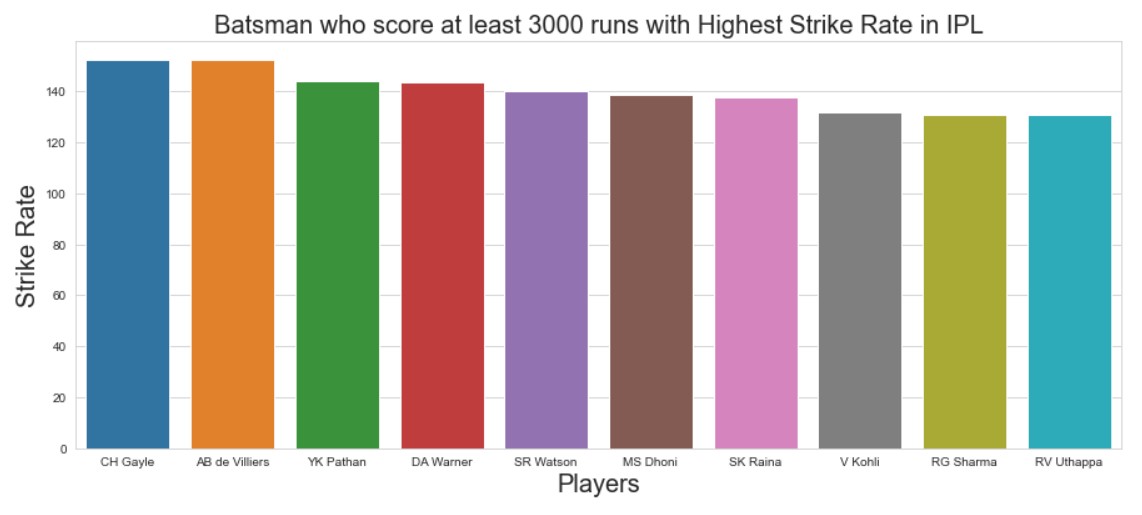 Batsman who score at least 3000 runs with Highest Strike Rate in IPL
Strike Rate
140
120
100
80
60
40
20
0
CH Gayle AB de Villiers YK Pathan DA Warner SR Watson MS Dhoni SK Raina V Kohli RG Sharma RV Uthappa
Players